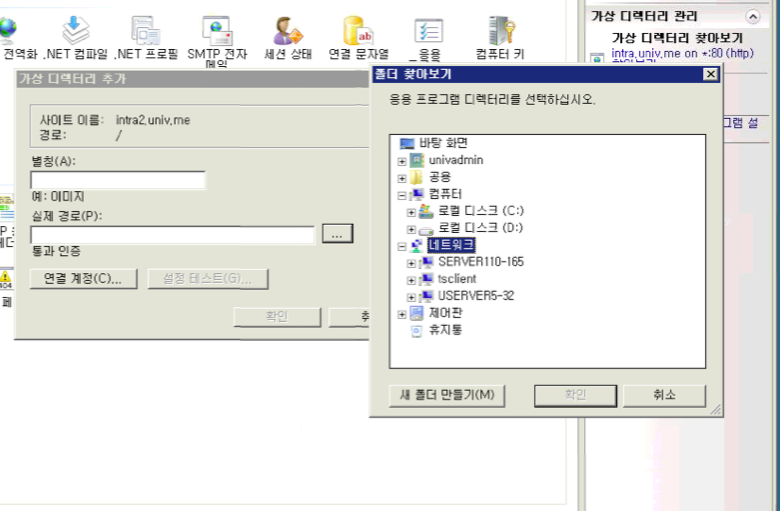 전역화 .NET 컴파일 .NET 프로필 SMTP 전자 메일 세션 상태 연결 문자열 응용 컴퓨터 키
가상 디렉터리 관리
가상 디렉터리 찾아보기
intra.univ.me on *:80 (http)
그램 설
가상 디렉터리 추가
사이트 이름: intra2.univ.me
경로: /
별칭(A):
예: 이미지
실제 경로(P):
...
통과 인증
연결 계정(C)...
설정 테스트(G)...
확인
폴더 찾아보기
응용 프로그램 디렉터리를 선택하십시오.
바탕 화면
univadmin
공용
컴퓨터
로컬 디스크 (C:)
로컬 디스크 (D:)
네트워크
SERVER110-165
tsclient
USERVER5-32
제어판
휴지통
새 폴더 만들기(M)
확인
취소